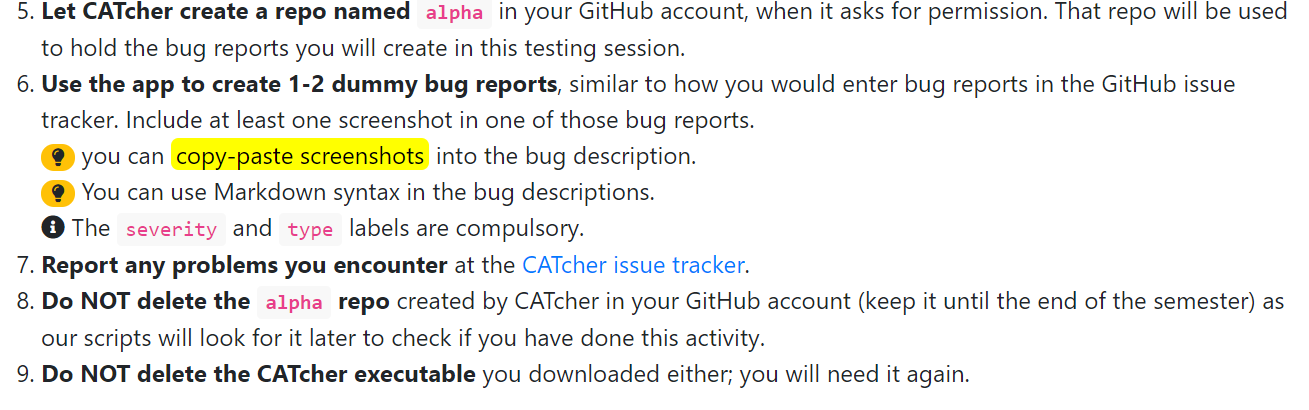 5. Let CATcher create a repo named alpha in your GitHub account, when it asks for permission. That repo will be used
to hold the bug reports you will create in this testing session.
6. Use the app to create 1-2 dummy bug reports, similar to how you would enter bug reports in the GitHub issue
tracker. Include at least one screenshot in one of those bug reports.
you can copy-paste screenshots into the bug description.
You can use Markdown syntax in the bug descriptions.
The severity and type labels are compulsory.
7. Report any problems you encounter at the CATcher issue tracker.
8. Do NOT delete the alpha repo created by CATcher in your GitHub account (keep it until the end of the semester) as
our scripts will look for it later to check if you have done this activity.
9. Do NOT delete the CATcher executable you downloaded either; you will need it again.